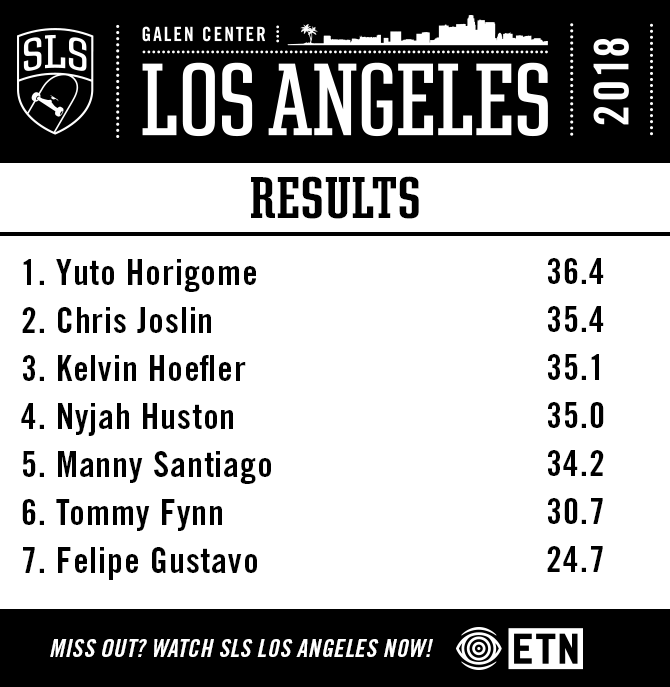 SLS
GALEN CENTER
LOS ANGELES
2018
RESULTS
1. Yuto Horigome 36.4
2. Chris Joslin 35.4
3. Kelvin Hoefler 35.1
4. Nyjah Huston 35.0
5. Manny Santiago 34.2
6. Tommy Fynn 30.7
7. Felipe Gustavo 24.7
MISS OUT? WATCH SLS LOS ANGELES NOW! ETN